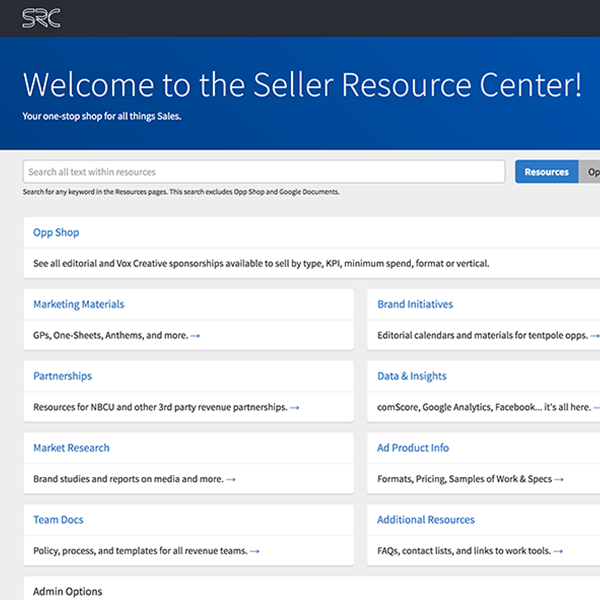 SRC
Welcome to the Seller Resource Center!
Your one-stop shop for all things Sales.
Search all text within resources
Resources
Search for any keyword in the Resources pages. This search excludes Opp Shop and Google Documents.
Opp Shop
See all editorial and Vox Creative sponsorships available to sell by type, KPI, minimum spend, format or vertical.
Marketing Materials
GPs, One-Sheets, Anthems, and more. →
Brand Initiatives
Editorial calendars and materials for tentpole opps. →
Partnerships
Resources for NBCU and other 3rd party revenue partnerships. →
Data & Insights
comScore, Google Analytics, Facebook... it's all here. →
Market Research
Brand studies and reports on media and more. →
Ad Product Info
Formats, Pricing, Samples of Work & Specs →
Team Docs
Policy, process, and templates for all revenue teams. →
Additional Resources
FAQs, contact lists, and links to work tools. →
Admin Options